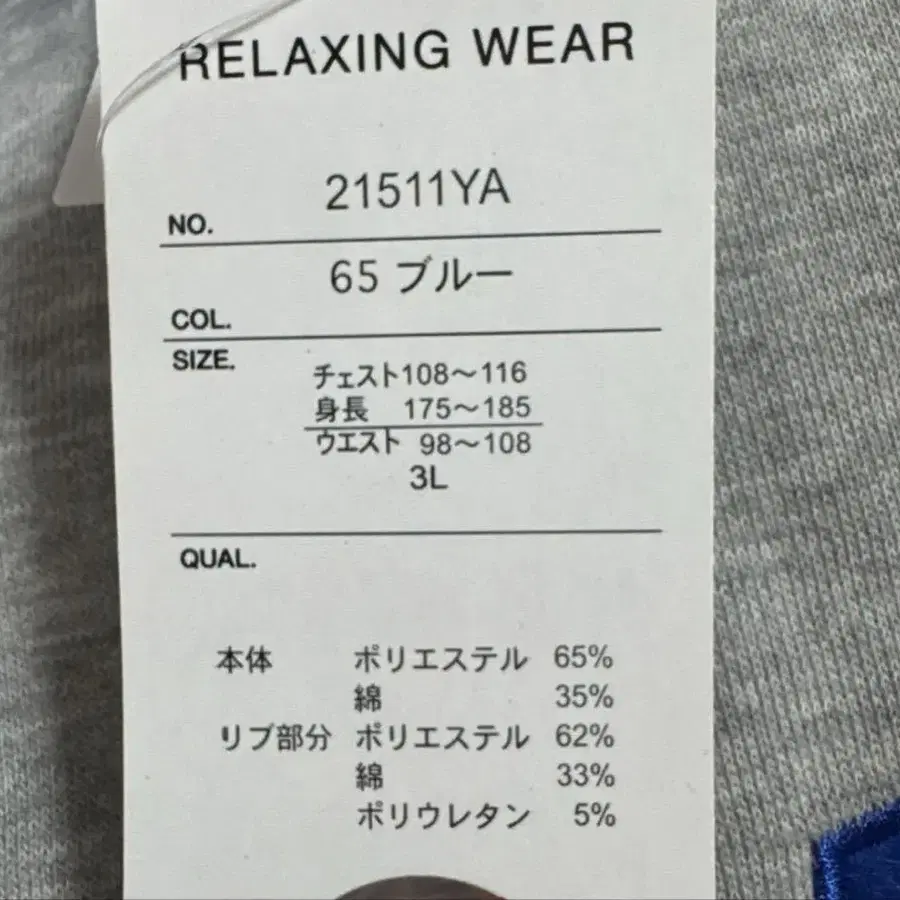 RELAXING WEAR
NO. 21511YA
COL. 65 ブルー
SIZE.
チェスト108〜116
身長 175〜185
ウエスト 98〜108
3L
QUAL.
本体 ポリエステル 65%
綿 35%
リブ部分 ポリエステル 62%
綿 33%
ポリウレタン 5%